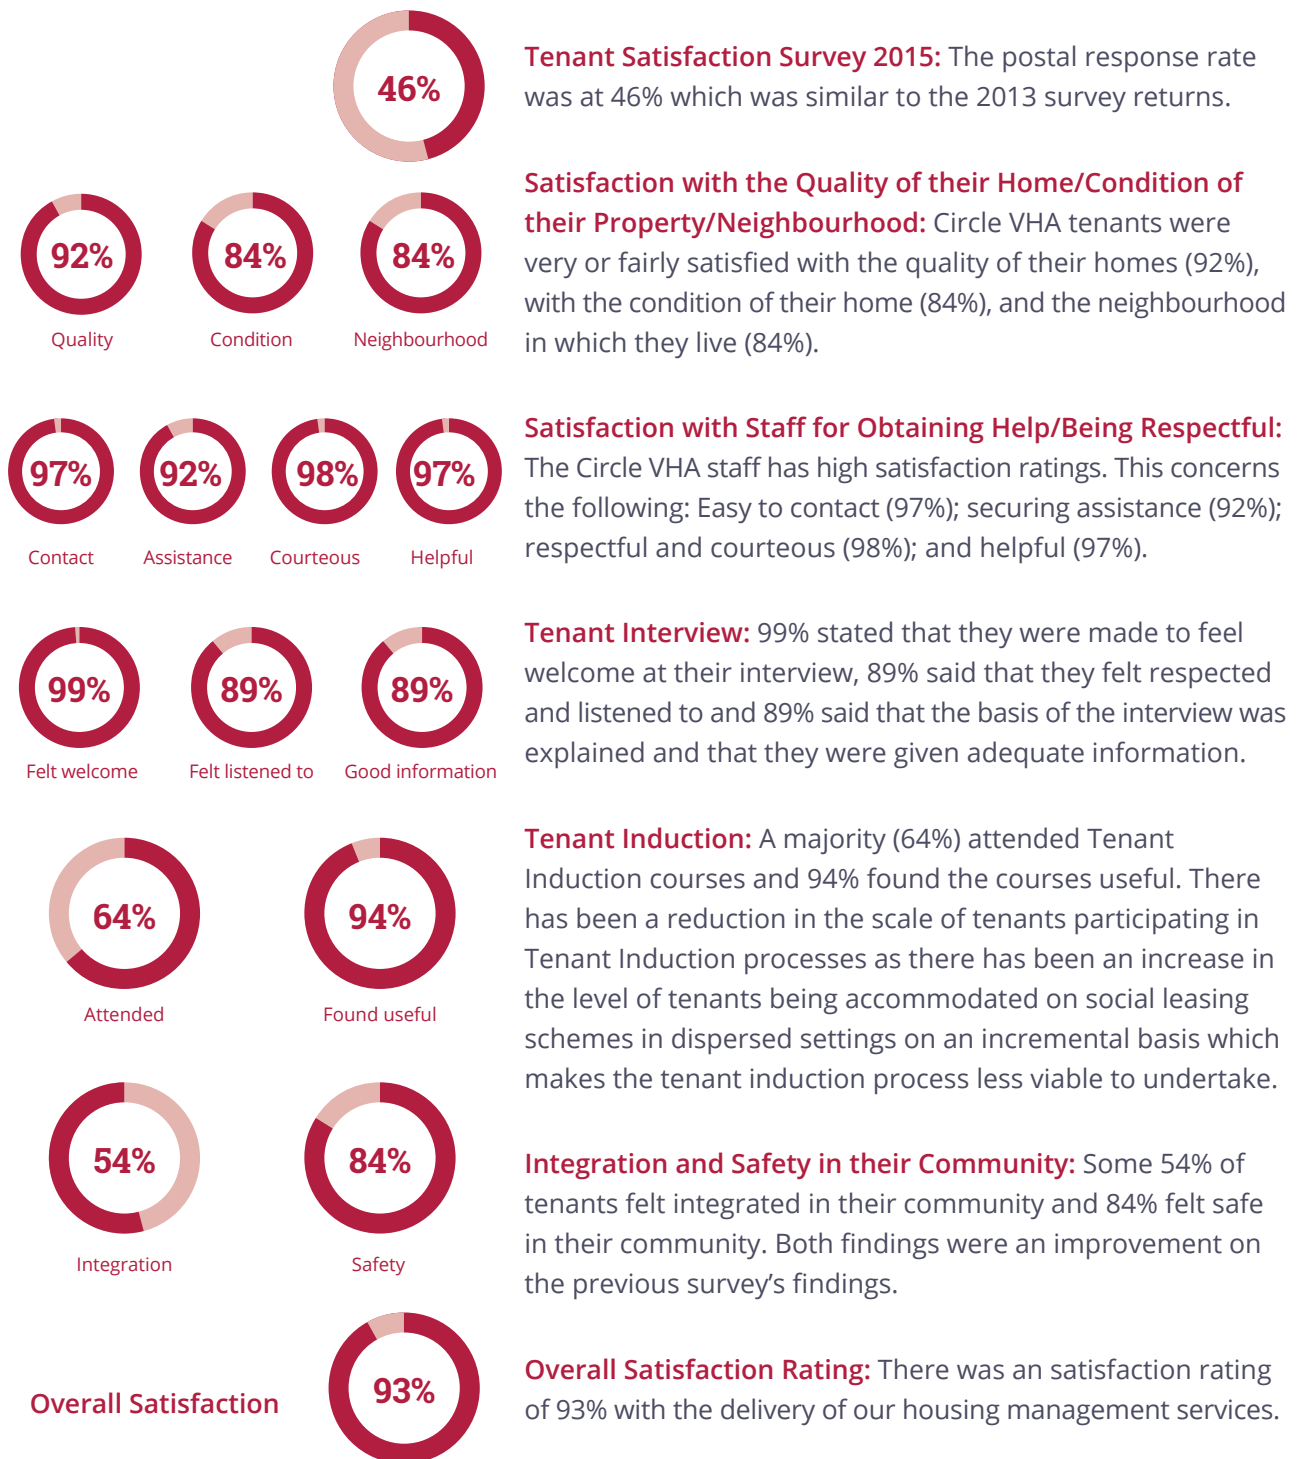 46%
Tenant Satisfaction Survey 2015: The postal response rate
was at 46% which was similar to the 2013 survey returns.
92%
84%
84%
Quality
Condition
Neighbourhood
Satisfaction with the Quality of their Home/Condition of
their Property/Neighbourhood: Circle VHA tenants were
very or fairly satisfied with the quality of their homes (92%),
with the condition of their home (84%), and the neighbourhood
in which they live (84%).
97%
92%
98%
97%
Contact
Assistance
Courteous
Helpful
Satisfaction with Staff for Obtaining Help/Being Respectful:
The Circle VHA staff has high satisfaction ratings. This concerns
the following: Easy to contact (97%); securing assistance (92%);
respectful and courteous (98%); and helpful (97%).
99%
89%
89%
Felt welcome
Felt listened to
Good information
Tenant Interview: 99% stated that they were made to feel
welcome at their interview, 89% said that they felt respected
and listened to and 89% said that the basis of the interview was
explained and that they were given adequate information.
64%
94%
Attended
Found useful
Tenant Induction: A majority (64%) attended Tenant
Induction courses and 94% found the courses useful. There
has been a reduction in the scale of tenants participating in
Tenant Induction processes as there has been an increase in
the level of tenants being accommodated on social leasing
schemes in dispersed settings on an incremental basis which
makes the tenant induction process less viable to undertake.
54%
84%
Integration
Safety
Integration and Safety in their Community: Some 54% of
tenants felt integrated in their community and 84% felt safe
in their community. Both findings were an improvement on
the previous survey's findings.
Overall Satisfaction
93%
Overall Satisfaction Rating: There was an satisfaction rating
of 93% with the delivery of our housing management services.